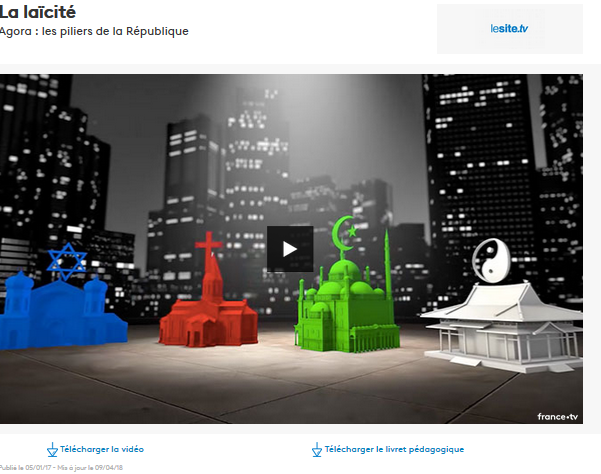 La laïcité
Agora : les piliers de la République
lesite.tv
france•tv
Télécharger la vidéo
Télécharger le livret pédagogique
Publié le 05/01/17 - Mis à jour le 09/04/18